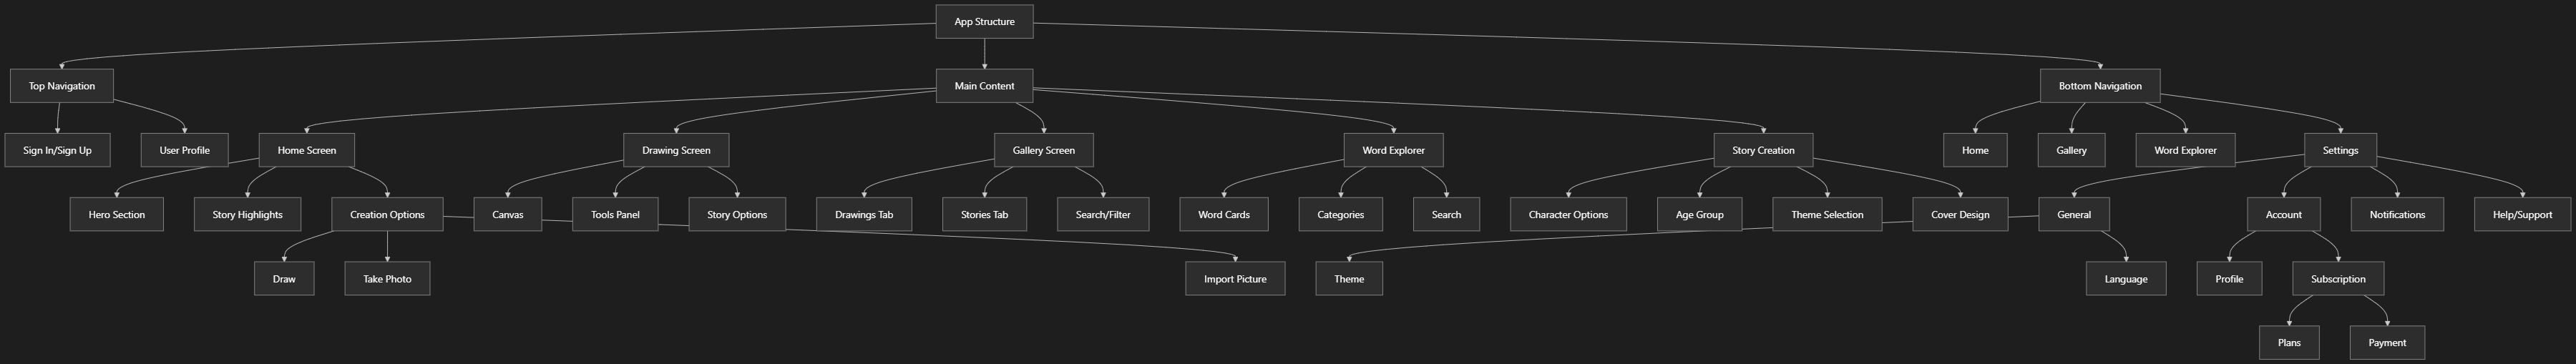 App Structure
Top Navigation
Main Content
Bottom Navigation
Sign In/Sign Up
User Profile
Home Screen
Drawing Screen
Gallery Screen
Word Explorer
Story Creation
Home
Gallery
Word Explorer
Settings
Hero Section
Story Highlights
Creation Options
Canvas
Tools Panel
Story Options
Drawings Tab
Stories Tab
Search/Filter
Word Cards
Categories
Search
Character Options
Age Group
Theme Selection
Cover Design
General
Account
Notifications
Help/Support
Draw
Take Photo
Import Picture
Theme
Language
Profile
Subscription
Plans
Payment